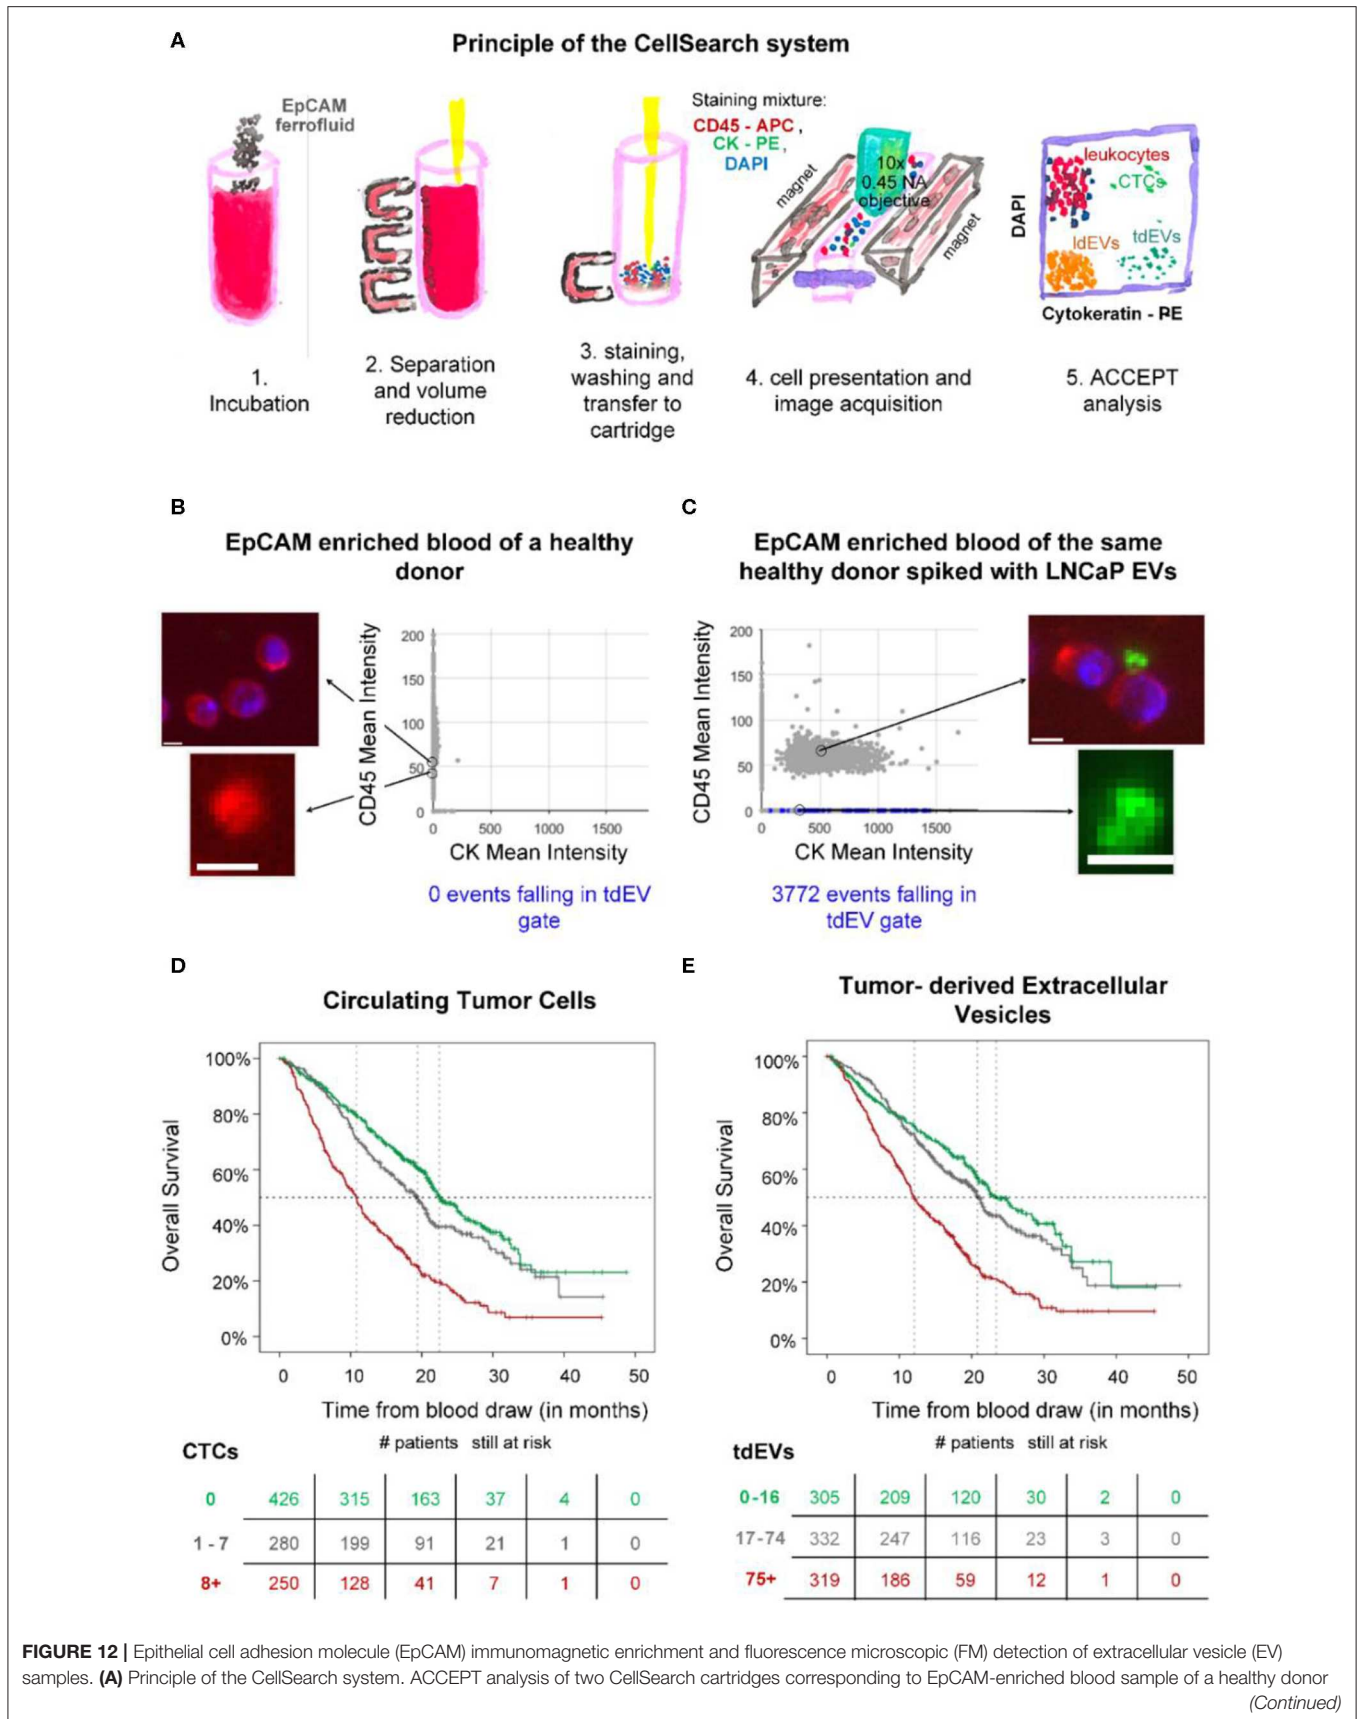 A
Principle of the CellSearch system
EpCAM
ferrofluid
Staining mixture:
CD45 - APC ,
CK - PE ,
DAPI
magnet
10x
0.45 NA
objective
magnet
leukocytes
CTCs
ldEVs
tdEVs
DAPI
Cytokeratin - PE
1.
Incubation
2. Separation
and volume
reduction
3. staining,
washing and
transfer to
cartridge
4. cell presentation and
image acquisition
5. ACCEPT
analysis
B
EpCAM enriched blood of a healthy
donor
CD45 Mean Intensity
200
150
100
50
0
0 500 1000 1500
CK Mean Intensity
0 events falling in tdEV
gate
C
EpCAM enriched blood of the same
healthy donor spiked with LNCaP EVs
CD45 Mean Intensity
200
150
100
50
0
0 500 1000 1500
CK Mean Intensity
3772 events falling in
tdEV gate
D
Circulating Tumor Cells
Overall Survival
100%
80%
60%
40%
20%
0%
0 10 20 30 40 50
Time from blood draw (in months)
# patients still at risk
CTCs
0 426 315 163 37 4 0
1 - 7 280 199 91 21 1 0
8+ 250 128 41 7 1 0
E
Tumor- derived Extracellular
Vesicles
Overall Survival
100%
80%
60%
40%
20%
0%
0 10 20 30 40 50
Time from blood draw (in months)
# patients still at risk
tdEVs
0-16 305 209 120 30 2 0
17-74 332 247 116 23 3 0
75+ 319 186 59 12 1 0
FIGURE 12 | Epithelial cell adhesion molecule (EpCAM) immunomagnetic enrichment and fluorescence microscopic (FM) detection of extracellular vesicle (EV)
samples. (A) Principle of the CellSearch system. ACCEPT analysis of two CellSearch cartridges corresponding to EpCAM-enriched blood sample of a healthy donor
(Continued)